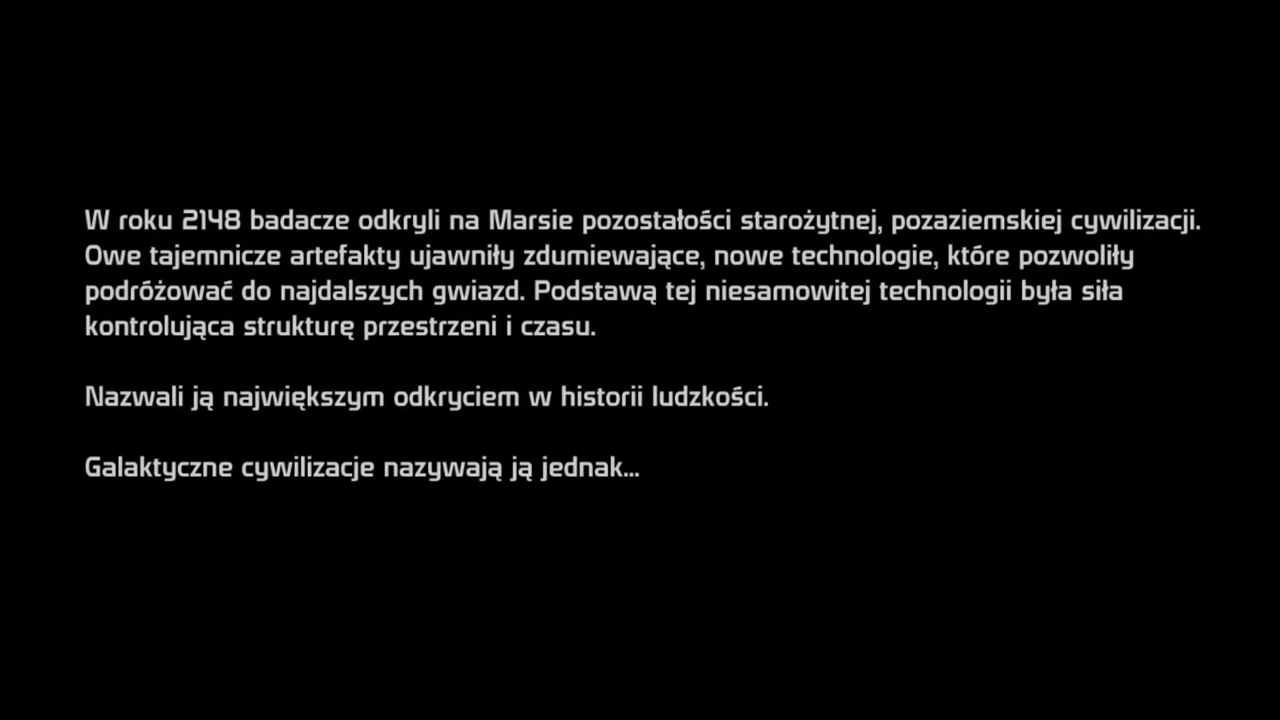 W roku 2148 badacze odkryli na Marsie pozostałości starożytnej, pozaziemskiej cywilizacji.
Owe tajemnicze artefakty ujawniły zdumiewające, nowe technologie, które pozwoliły
podróżować do najdalszych gwiazd. Podstawą tej niesamowitej technologii była siła
kontrolująca strukturę przestrzeni i czasu.
Nazwali ją największym odkryciem w historii ludzkości.
Galaktyczne cywilizacje nazywają ją jednak...